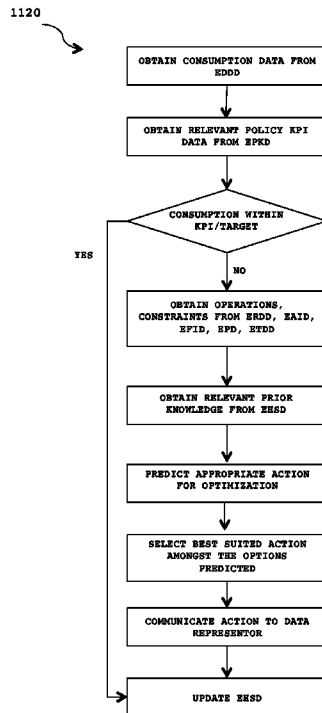 1120
OBTAIN CONSUMPTION DATA FROM
EDDD
OBTAIN RELEVANT POLICY KPI
DATA FROM EPKD
CONSUMPTION WITHIN
KPI/TARGET
YES
NO
OBTAIN OPERATIONS,
CONSTRAINTS FROM ERDD, EAID,
EFID, EPD, ETDD
OBTAIN RELEVANT PRIOR
KNOWLEDGE FROM EHSD
PREDICT APPROPRIATE ACTION
FOR OPTIMIZATION
SELECT BEST SUITED ACTION
AMONGST THE OPTIONS
PREDICTED
COMMUNICATE ACTION TO DATA
REPRESENTOR
UPDATE EHSD